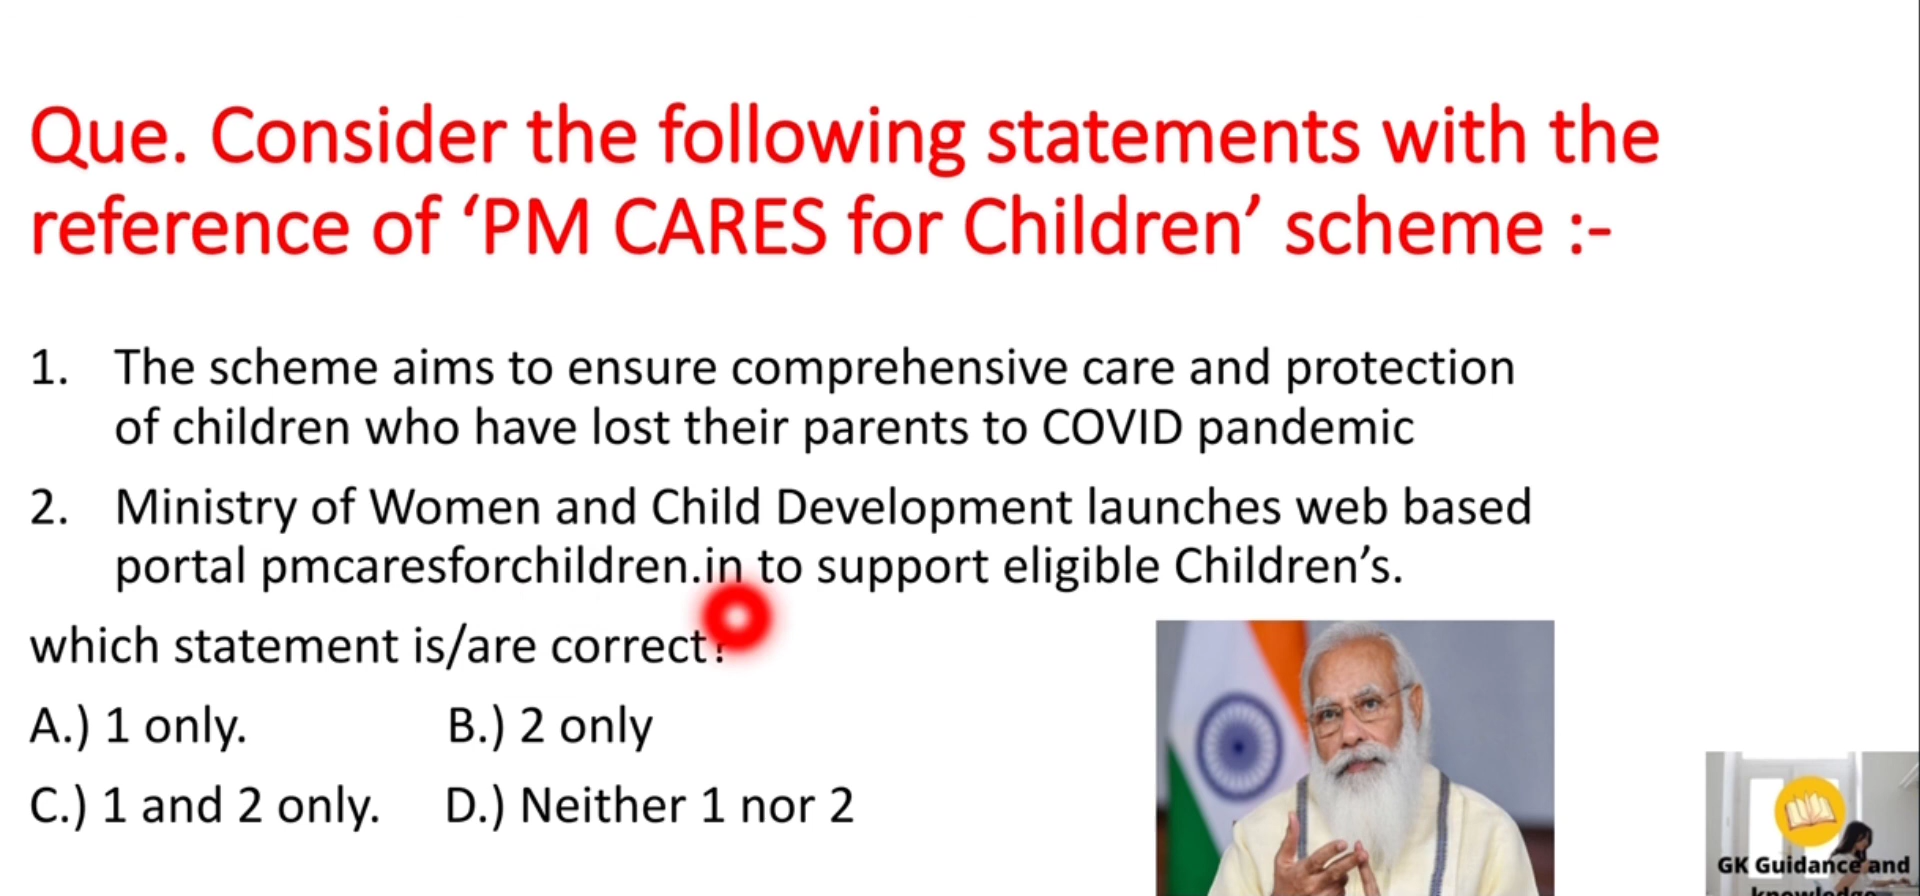 Que. Consider the following statements with the
reference of ‘PM CARES for Children’ scheme :-
1. The scheme aims to ensure comprehensive care and protection
of children who have lost their parents to COVID pandemic
2. Ministry of Women and Child Development launches web based
portal pmcaresforchildren.in to support eligible Children’s.
which statement is/are correct?
A.) 1 only. B.) 2 only
C.) 1 and 2 only. D.) Neither 1 nor 2
GK Guidance and
knowledge